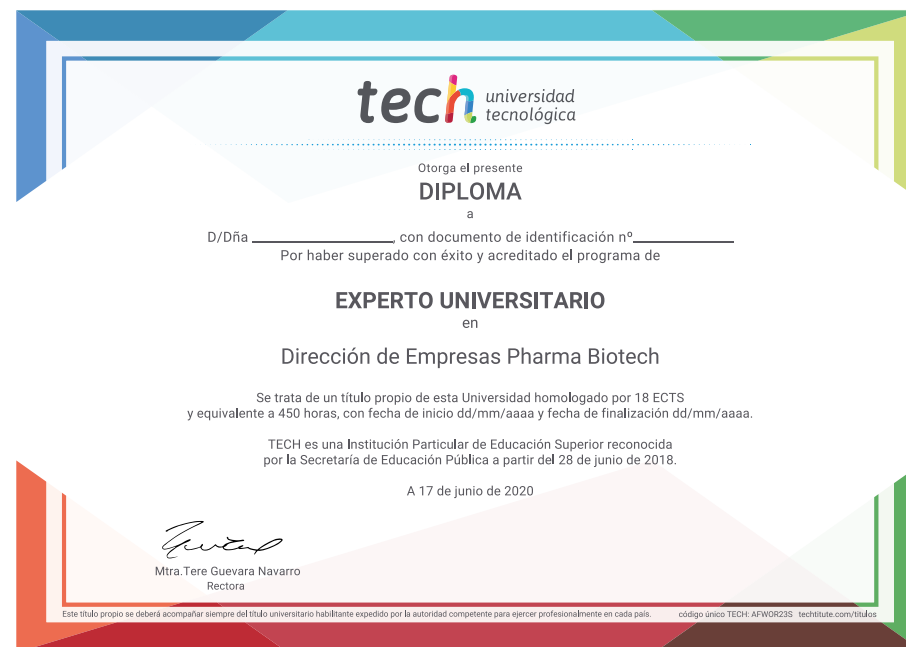 tech universidad
tecnológica
Otorga el presente
DIPLOMA
a
D/Dña ____________________, con documento de identificación nº______________
Por haber superado con éxito y acreditado el programa de
EXPERTO UNIVERSITARIO
en
Dirección de Empresas Pharma Biotech
Se trata de un título propio de esta Universidad homologado por 18 ECTS
y equivalente a 450 horas, con fecha de inicio dd/mm/aaaa y fecha de finalización dd/mm/aaaa.
TECH es una Institución Particular de Educación Superior reconocida
por la Secretaría de Educación Pública a partir del 28 de junio de 2018.
A 17 de junio de 2020
Mtra.Tere Guevara Navarro
Rectora
Este título propio se deberá acompañar siempre del título universitario habilitante expedido por la autoridad competente para ejercer profesionalmente en cada país. código único TECH: AFWOR23S techtitute.com/titulos